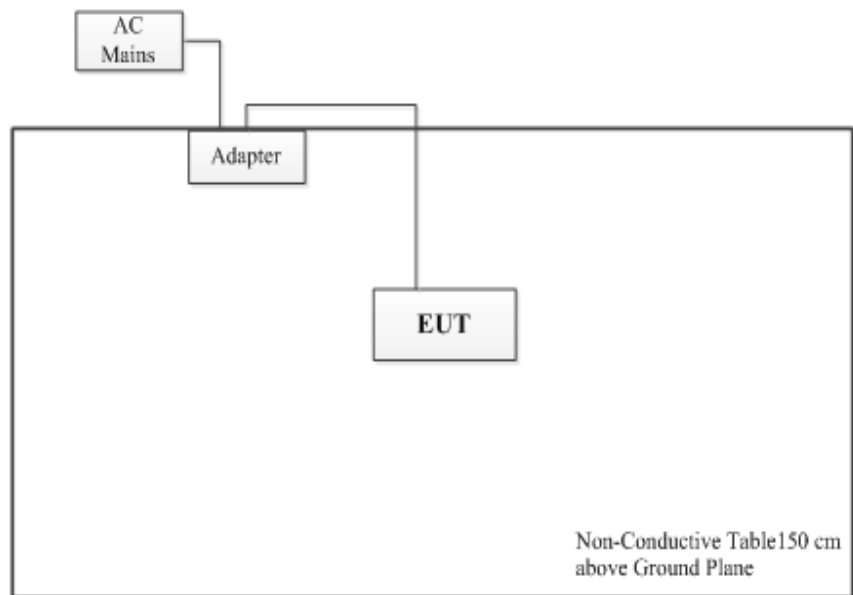 AC
Mains
Adapter
EUT
Non-Conductive Table150 cm
above Ground Plane